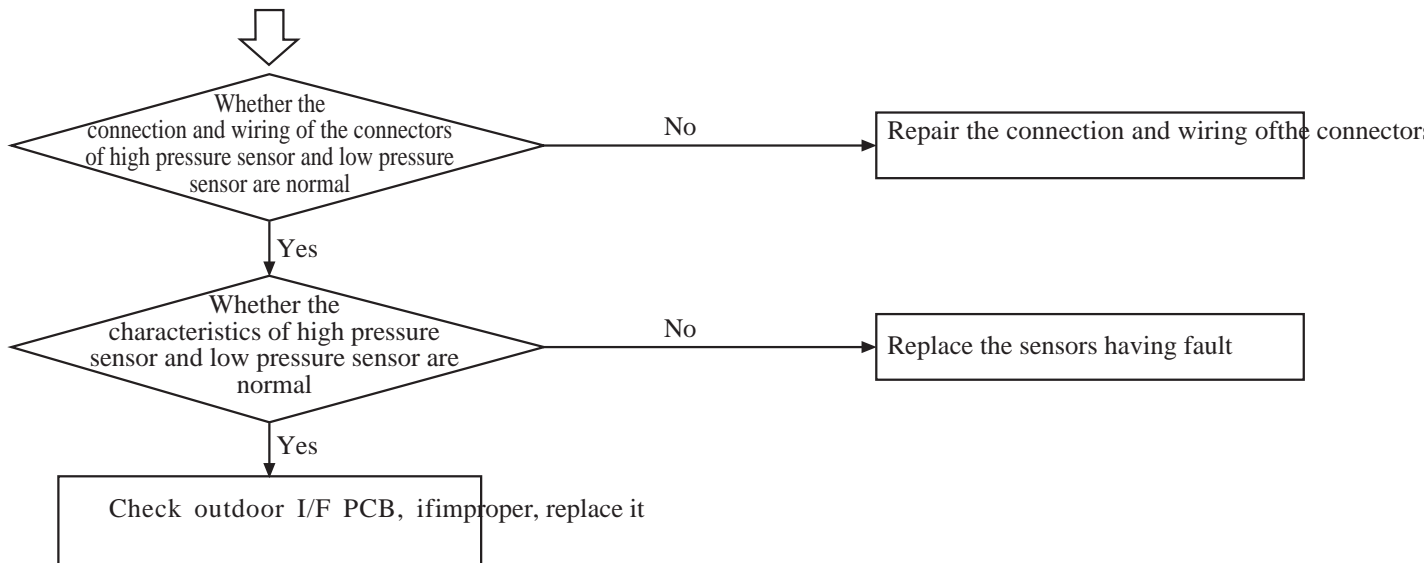 Whether the
connection and wiring of the connectors
of high pressure sensor and low pressure
sensor are normal
No
Repair the connection and wiring ofthe connectors
Yes
Whether the
characteristics of high pressure
sensor and low pressure sensor are
normal
No
Replace the sensors having fault
Yes
Check outdoor I/F PCB, ifimproper, replace it